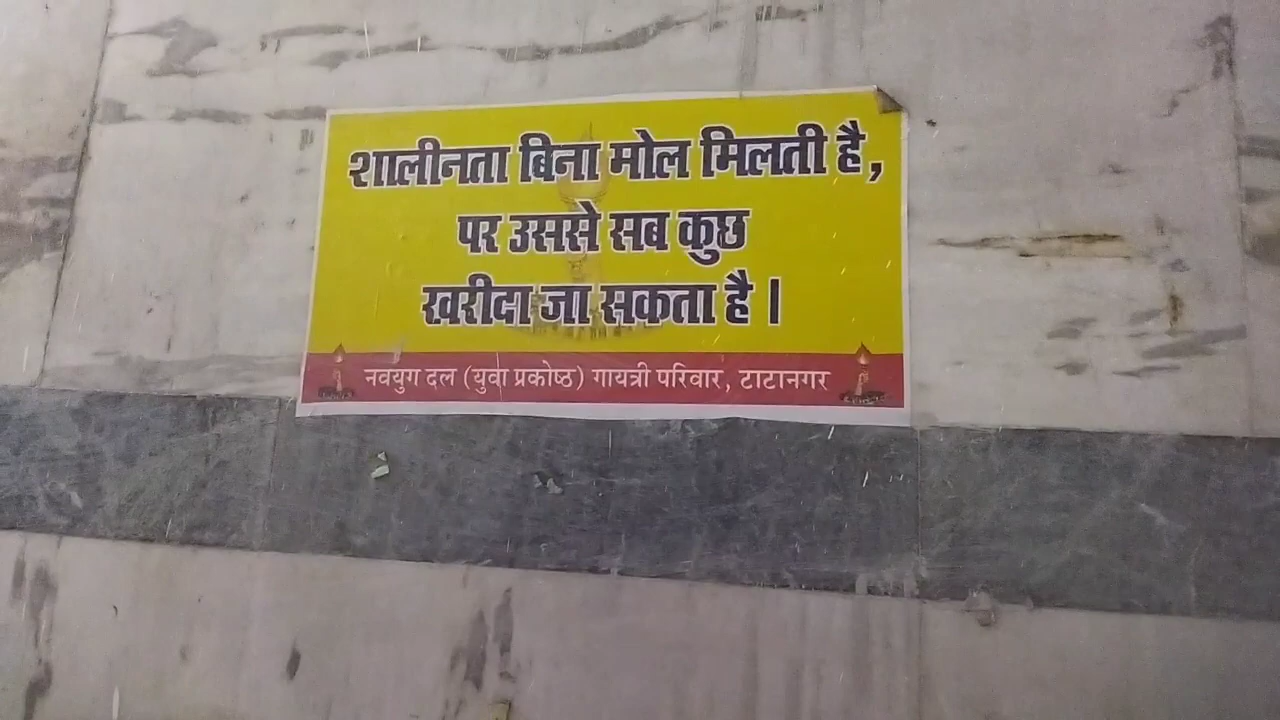 शालीनता बिना मोल मिलती है,
पर उससे सब कुछ
खरीदा जा सकता है।
नवयुग दल (युवा प्रकोष्ठ) गायत्री परिवार, टाटानगर